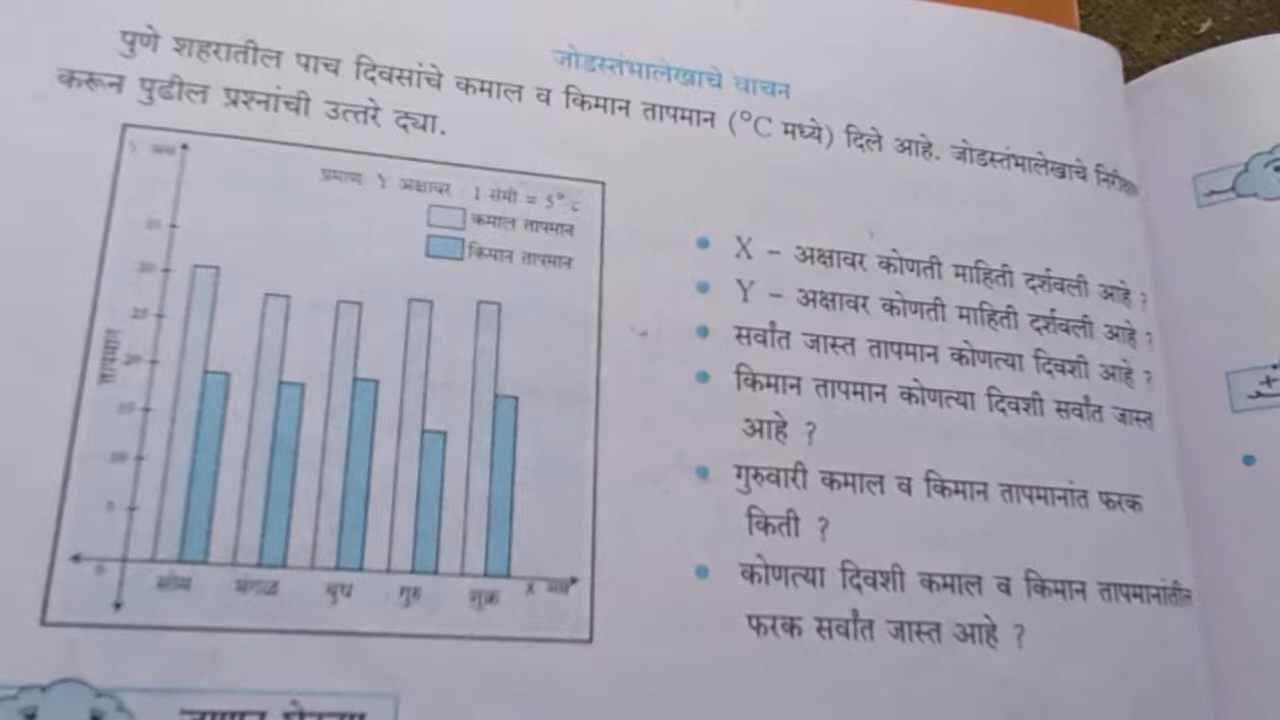 जोडस्तंभालेखाचे वाचन
पुणे शहरातील पाच दिवसांचे कमाल व किमान तापमान (°C मध्ये) दिले आहे. जोडस्तंभालेखाचे
करून पुढील प्रश्नांची उत्तरे द्या.
प्रमाण Y अक्षावर 1 सेमी = 5°c
कमाल तापमान
किमान तापमान
तापमान
सोम मंगळ बुध गुरु शुक्र X अक्ष
• X – अक्षावर कोणती माहिती दर्शवली आहे ?
• Y – अक्षावर कोणती माहिती दर्शवली आहे ?
• सर्वांत जास्त तापमान कोणत्या दिवशी आहे ?
• किमान तापमान कोणत्या दिवशी सर्वांत जास्त
आहे ?
• गुरुवारी कमाल व किमान तापमानांत फरक
किती ?
• कोणत्या दिवशी कमाल व किमान तापमानांतील
फरक सर्वांत जास्त आहे ?